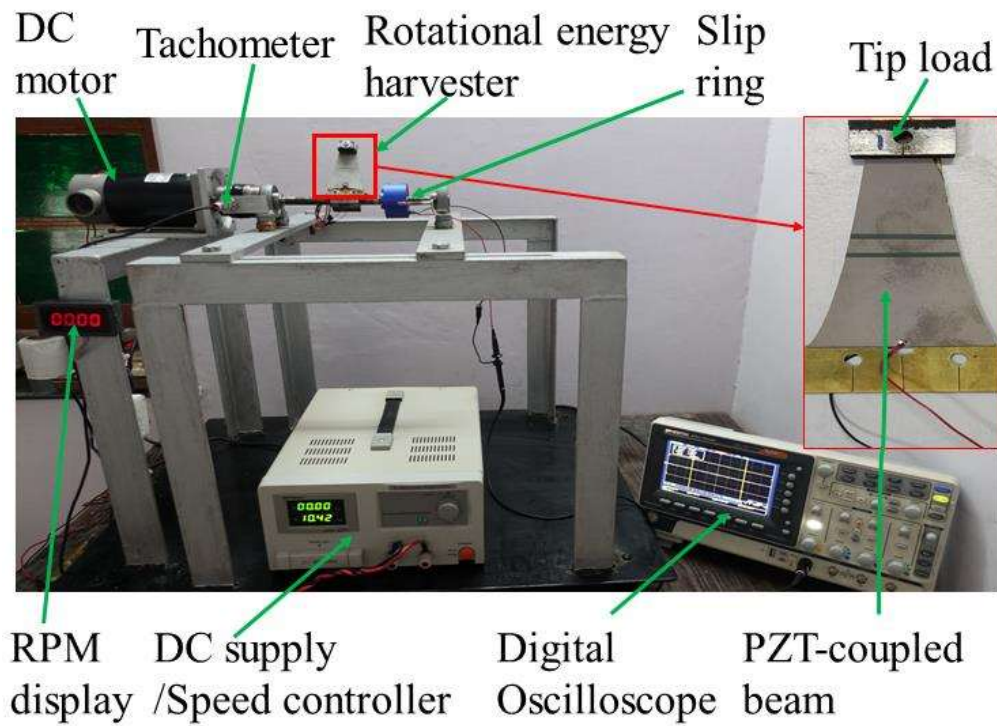 DC
motor
Tachometer
Rotational energy
harvester
Slip
ring
Tip load
0000
00.00
10.42
RPM
display
DC supply
/Speed controller
Digital
Oscilloscope
PZT-coupled
beam